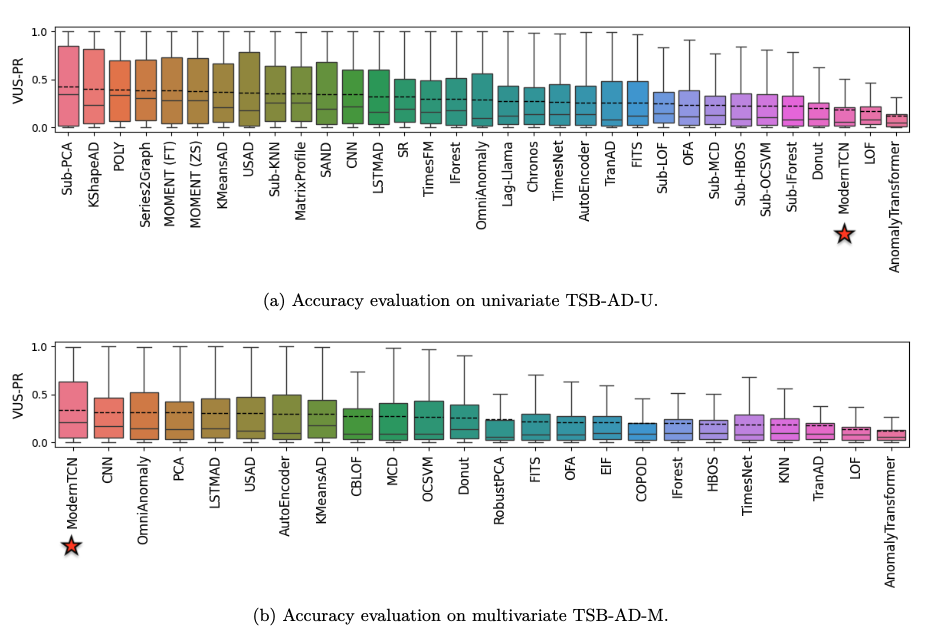 1.0
0.5
0.0
VUS-PR
Sub-PCA
KShapeAD
POLY
Series2Graph
MOMENT (FT)
MOMENT (ZS)
KMeansAD
USAD
Sub-KNN
MatrixProfile
SAND
CNN
LSTMAD
SR
TimesFM
IForest
OmniAnomaly
Lag-Llama
Chronos
TimesNet
AutoEncoder
TranAD
FITS
Sub-LOF
OFA
Sub-MCD
Sub-HBOS
Sub-OCSVM
Sub-IForest
Donut
ModernTCN
LOF
AnomalyTransformer
(a) Accuracy evaluation on univariate TSB-AD-U.
1.0
0.5
0.0
VUS-PR
ModernTCN
CNN
OmniAnomaly
PCA
LSTMAD
USAD
AutoEncoder
KMeansAD
CBLOF
MCD
OCSVM
Donut
RobustPCA
FITS
OFA
EIF
COPOD
IForest
HBOS
TimesNet
KNN
TranAD
LOF
AnomalyTransformer
(b) Accuracy evaluation on multivariate TSB-AD-M.